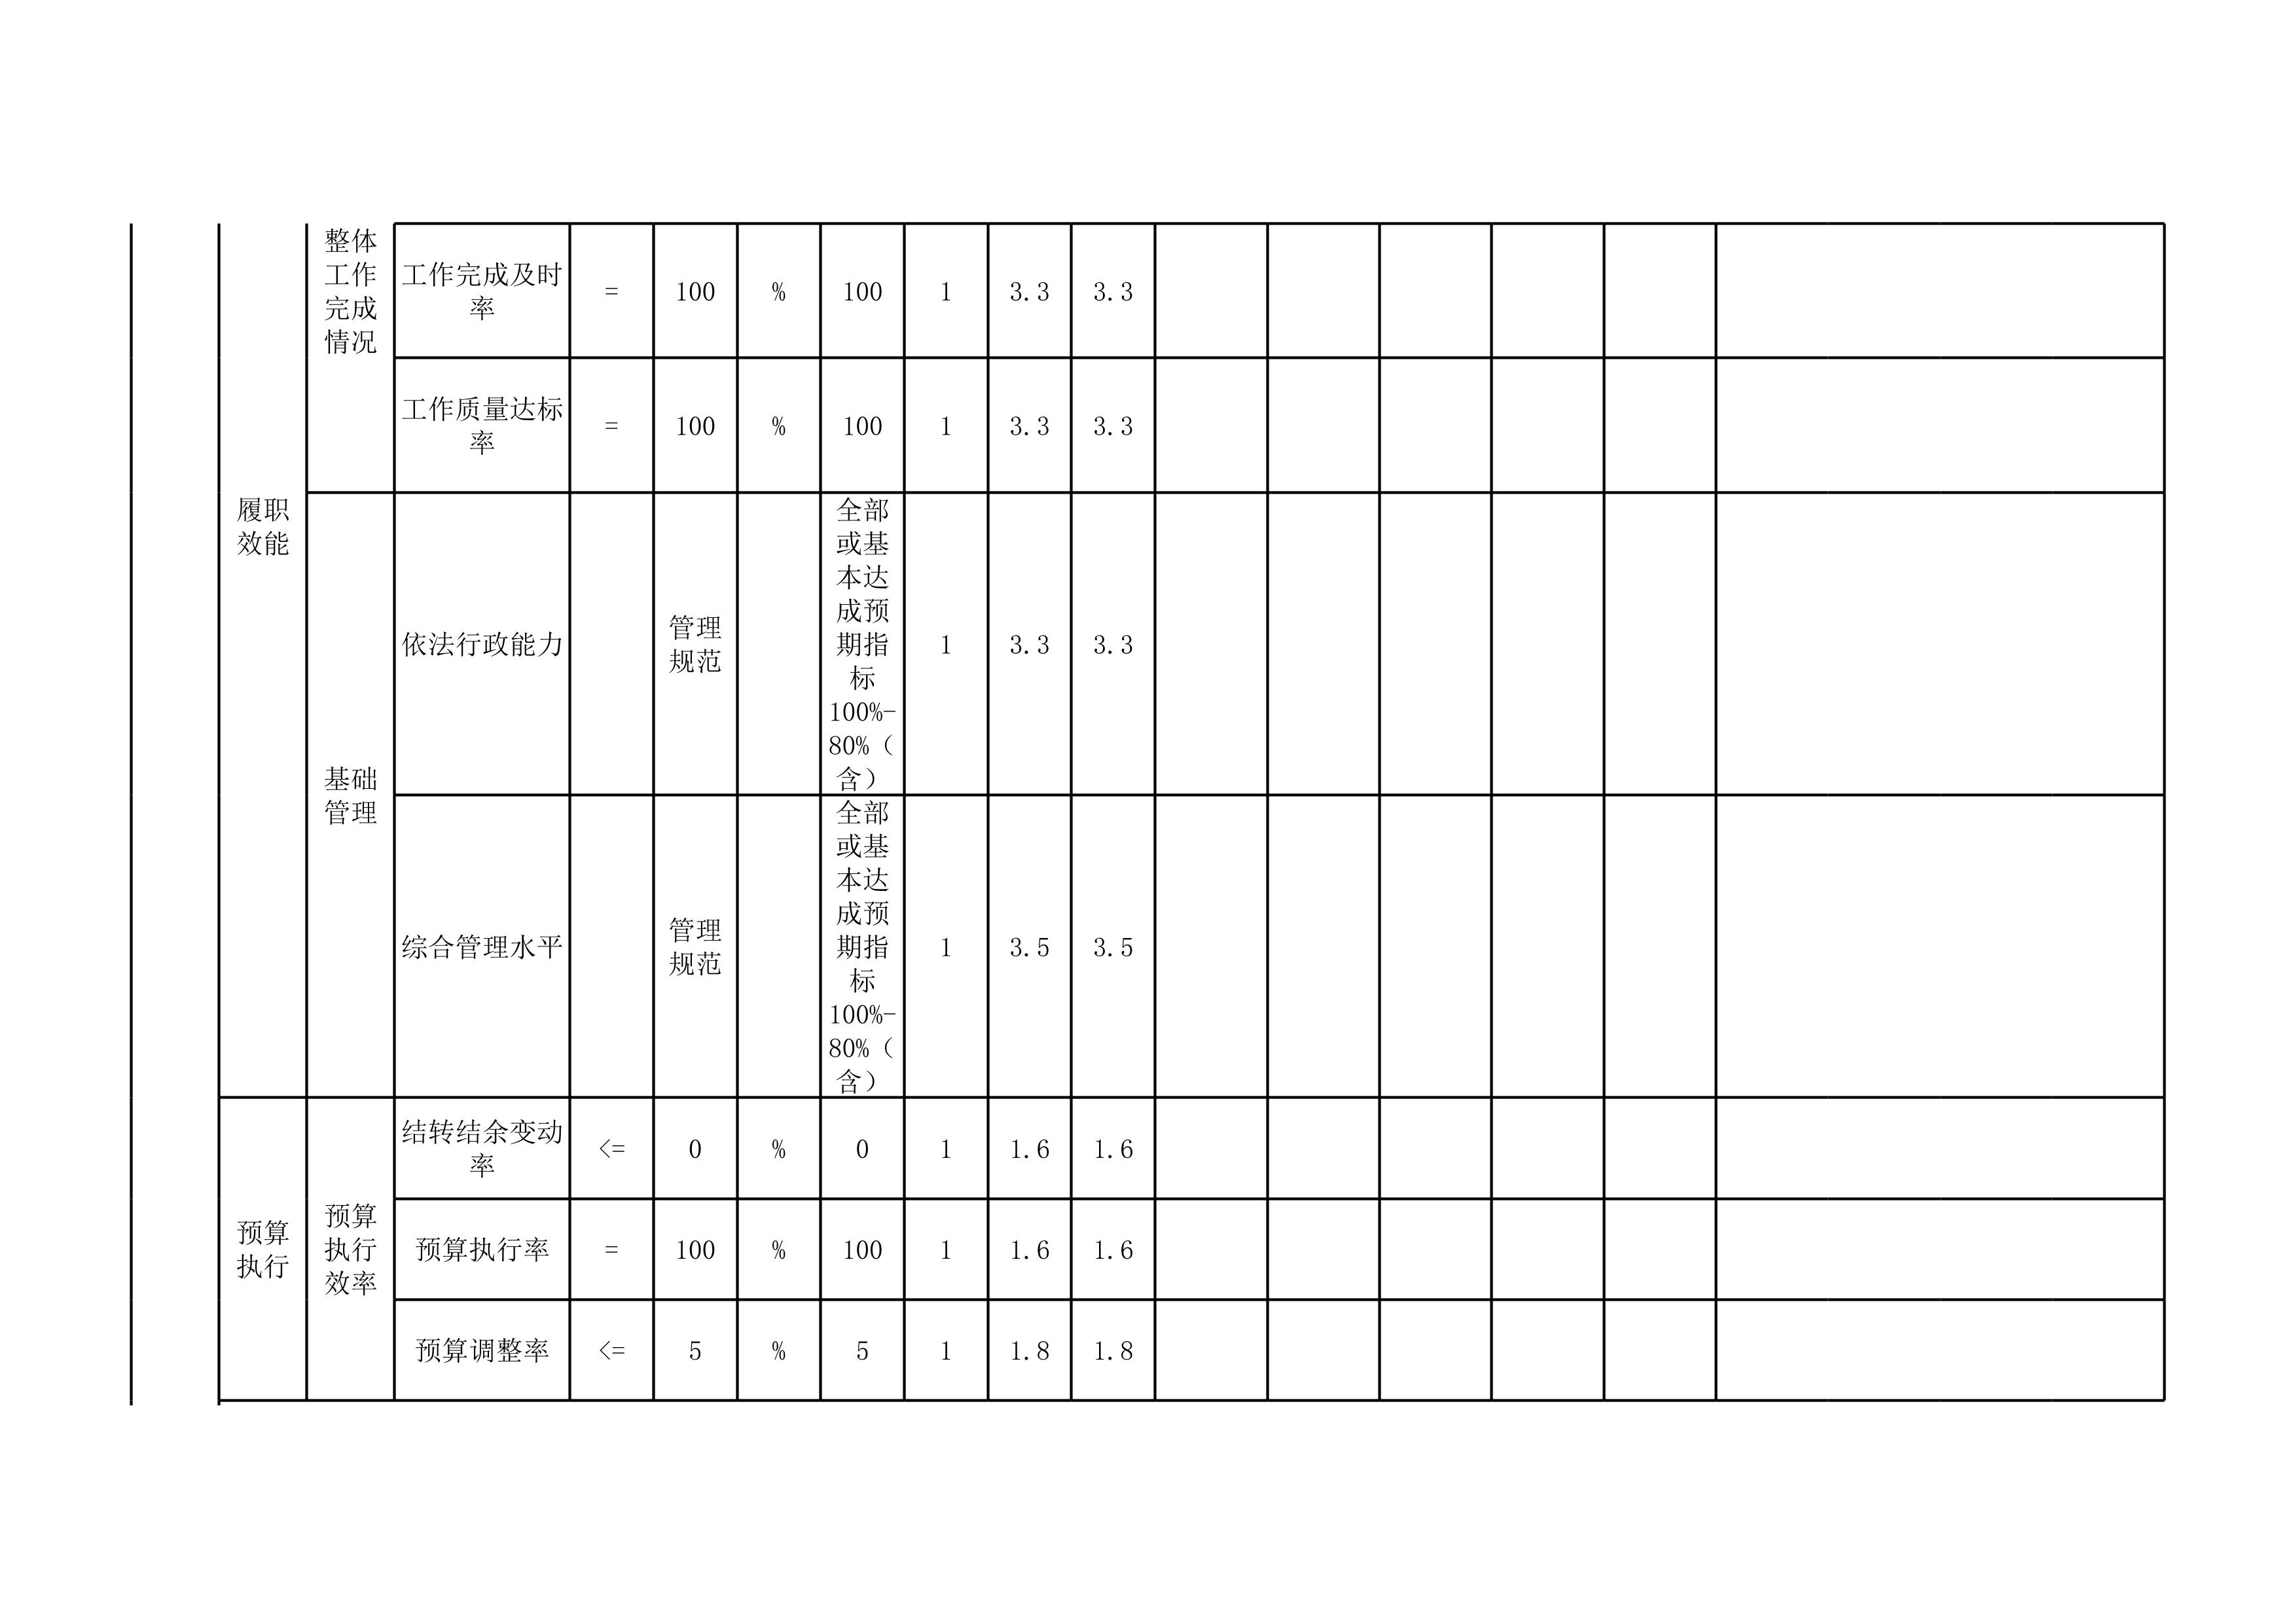 整体
工作
完成
情况
工作完成及时
率
=
100
%
100
1
3.3
3.3
工作质量达标
率
=
100
%
100
1
3.3
3.3
履职
效能
基础
管理
依法行政能力
管理
规范
全部
或基
本达
成预
期指
标
100%-
80%（
含）
1
3.3
3.3
综合管理水平
管理
规范
全部
或基
本达
成预
期指
标
100%-
80%（
含）
1
3.5
3.5
预算
执行
预算
执行
效率
结转结余变动
率
<=
0
%
0
1
1.6
1.6
预算执行率
=
100
%
100
1
1.6
1.6
预算调整率
<=
5
%
5
1
1.8
1.8